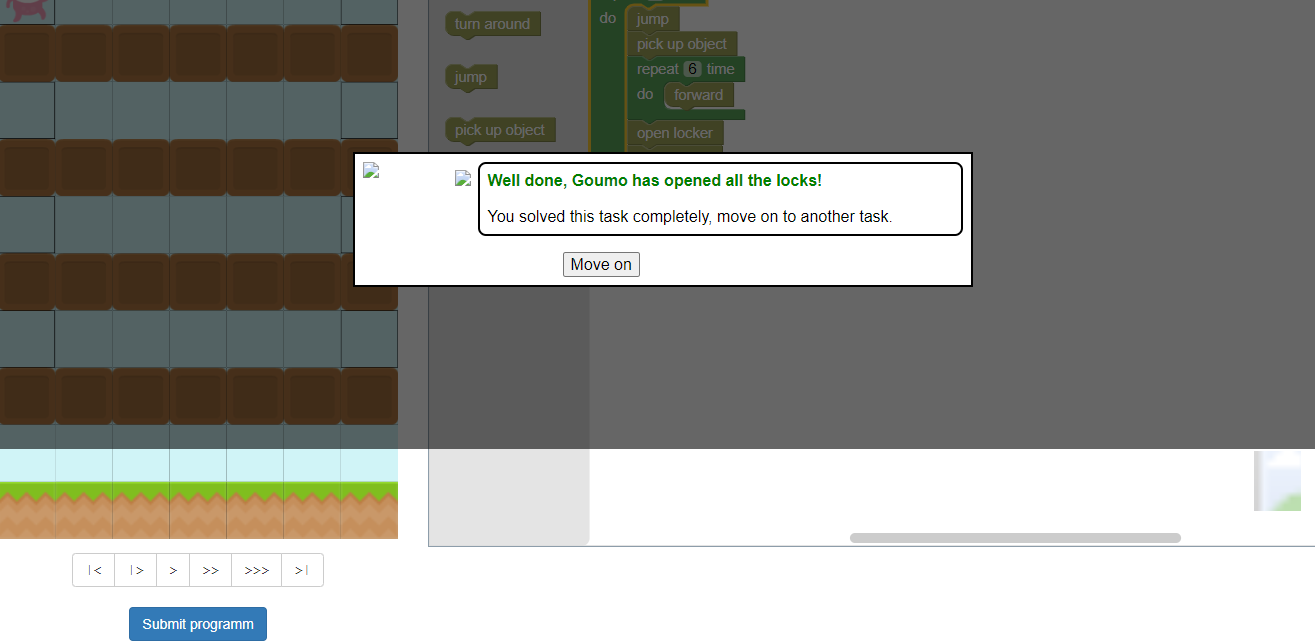 turn around
do
jump
pick up object
jump
repeat 6 time
do forward
pick up object
open locker
Well done, Goumo has opened all the locks!
You solved this task completely, move on to another task.
Move on
|<
|>
>
>>
>>>
>|
Submit programm